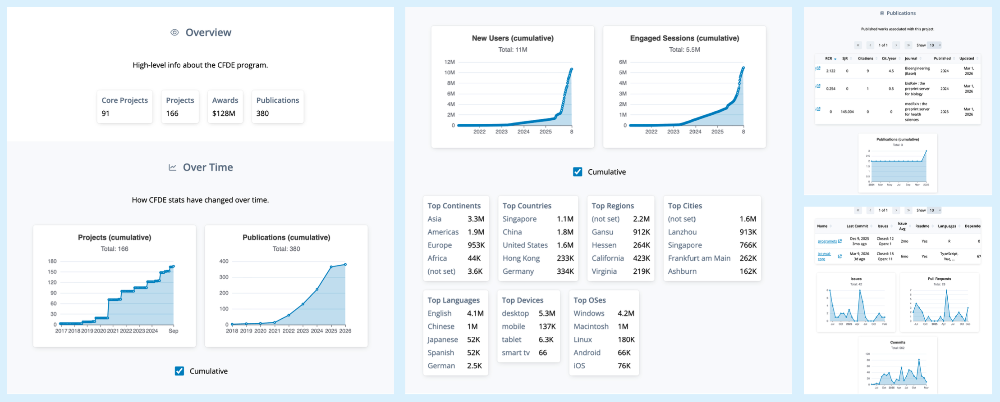 Overview
High-level info about the CFDE program.
Core Projects
91
Projects
166
Awards
$128M
Publications
380
Over Time
How CFDE stats have changed over time.
Projects (cumulative)
Total: 166
180
150
120
90
60
30
0
2017 2018 2019 2020 2021 2022 2023 2024 Sep
Publications (cumulative)
Total: 380
400
300
200
100
0
2018 2019 2020 2021 2022 2023 2024 2025 2026
Cumulative
New Users (cumulative)
Total: 11M
12M
10M
8M
6M
4M
2M
0
2022 2023 2024 2025 8
Engaged Sessions (cumulative)
Total: 5.5M
6M
5M
4M
3M
2M
1M
0
2022 2023 2024 2025 8
Cumulative
Top Continents
Asia 3.3M
Americas 1.9M
Europe 953K
Africa 44K
(not set) 3.6K
Top Countries
Singapore 1.1M
China 1.8M
United States 1.6M
Hong Kong 233K
Germany 334K
Top Regions
(not set) 2.2M
Gansu 912K
Hessen 264K
California 423K
Virginia 219K
Top Cities
(not set) 1.6M
Lanzhou 913K
Singapore 766K
Frankfurt am Main 262K
Ashburn 162K
Top Languages
English 4.1M
Chinese 1M
Japanese 52K
Spanish 52K
German 2.5K
Top Devices
desktop 5.3M
mobile 137K
tablet 6.3K
smart tv 66
Top OSes
Windows 4.2M
Macintosh 1M
Linux 180K
Android 66K
iOS 76K
Publications
Published works associated with this project.
« ‹ 1 of 1 › » Show 10
RCR SJR Citations Cit./year Journal Published Updated
2.122 0 9 4.5 Bioengineering (Basel) 2024 Mar 1, 2026
0.254 0 1 0.5 bioRxiv : the preprint server for biology 2024 Mar 1, 2026
0 145.004 0 0 medRxiv : the preprint server for health sciences 2025 Mar 1, 2026
Publications (cumulative)
Total: 3
3
2.5
2
1.5
1
0.5
0
2024 Mar May Jul Sep Nov 2025
« ‹ 1 of 1 › » Show 10
Name Last Commit Issues Issue Avg Readme Languages Depende
programets Dec 9, 2025 3mo ago Closed: 12 Open: 1 2mo Yes R 0
icc-eval-core Mar 9, 2026 3d ago Closed: 18 Open: 11 6mo Yes TypeScript, Vue, ... 67
Issues
Total: 42
8
6
4
2
0
Jul Oct 2025 Apr Jul Oct Feb
Pull Requests
Total: 28
7
6
5
4
3
2
1
0
Jul Oct 2025 Apr Jul Oct Dec
Commits
Total: 562
100
80
60
40
20
0
Jul Oct 2025 Apr Jul Oct Mar